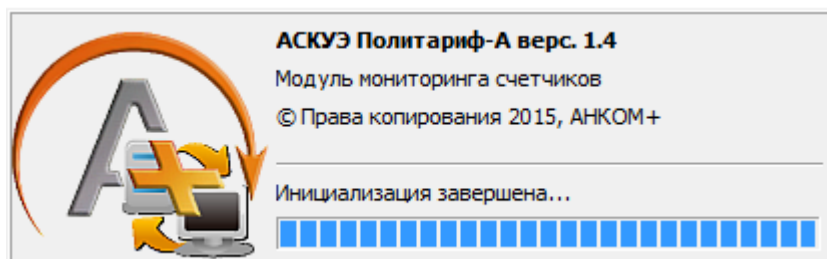 АСКУЭ Политариф-А верс. 1.4
Модуль мониторинга счетчиков
© Права копирования 2015, АНКОМ+
Инициализация завершена...